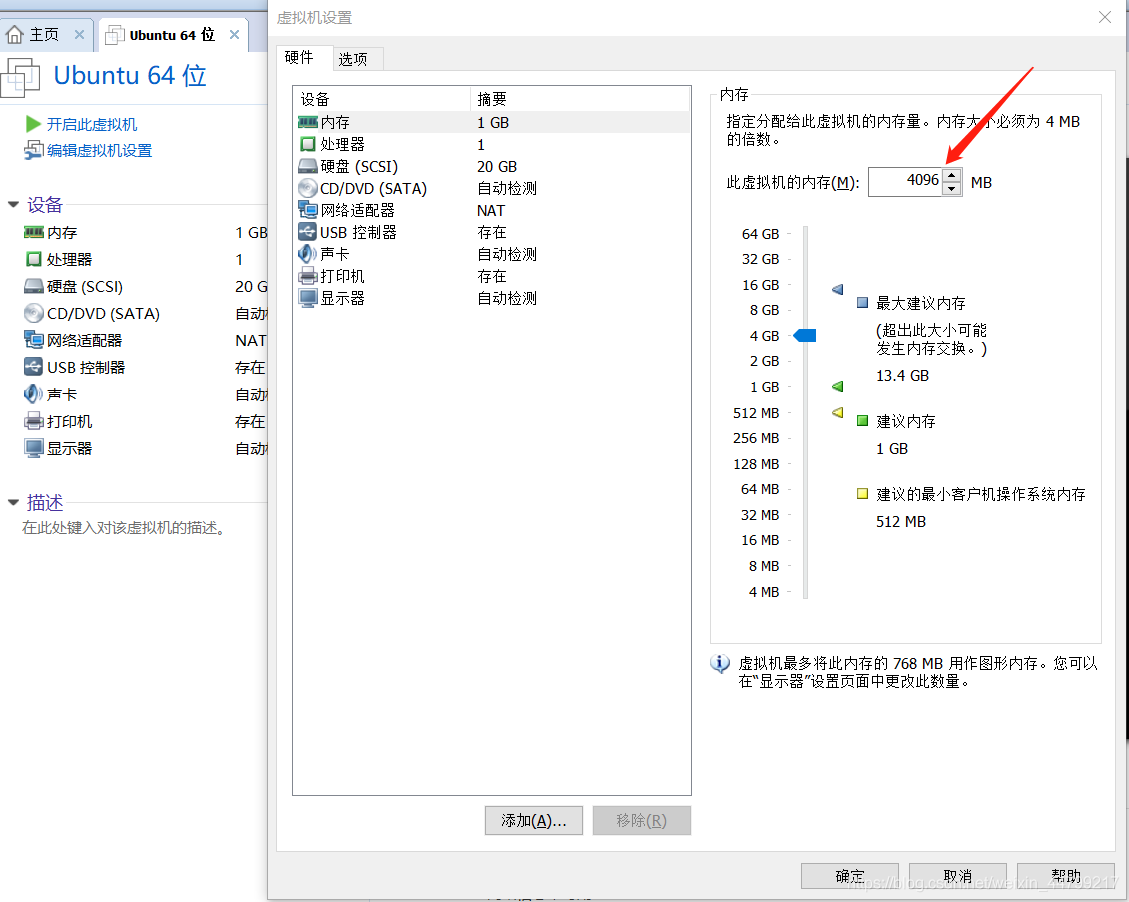 主页
Ubuntu 64 位
Ubuntu 64 位
开启此虚拟机
编辑虚拟机设置
设备
内存 1 GB
处理器 1
硬盘 (SCSI) 20 G
CD/DVD (SATA) 自动
网络适配器 NAT
USB 控制器 存在
声卡 自动
打印机 存在
显示器 自动
描述
在此处键入对该虚拟机的描述。
虚拟机设置
硬件 选项
设备 摘要
内存 1 GB
处理器 1
硬盘 (SCSI) 20 GB
CD/DVD (SATA) 自动检测
网络适配器 NAT
USB 控制器 存在
声卡 自动检测
打印机 存在
显示器 自动检测
添加(A)... 移除(R)
内存
指定分配给此虚拟机的内存量。内存大小必须为 4 MB
的倍数。
此虚拟机的内存(M): 4096 MB
64 GB
32 GB
16 GB
8 GB
4 GB
2 GB
1 GB
512 MB
256 MB
128 MB
64 MB
32 MB
16 MB
8 MB
4 MB
最大建议内存
(超出此大小可能
发生内存交换。)
13.4 GB
建议内存
1 GB
建议的最小客户机操作系统内存
512 MB
虚拟机最多将此内存的 768 MB 用作图形内存。您可以
在“显示器”设置页面中更改此数量。
确定 取消 帮助